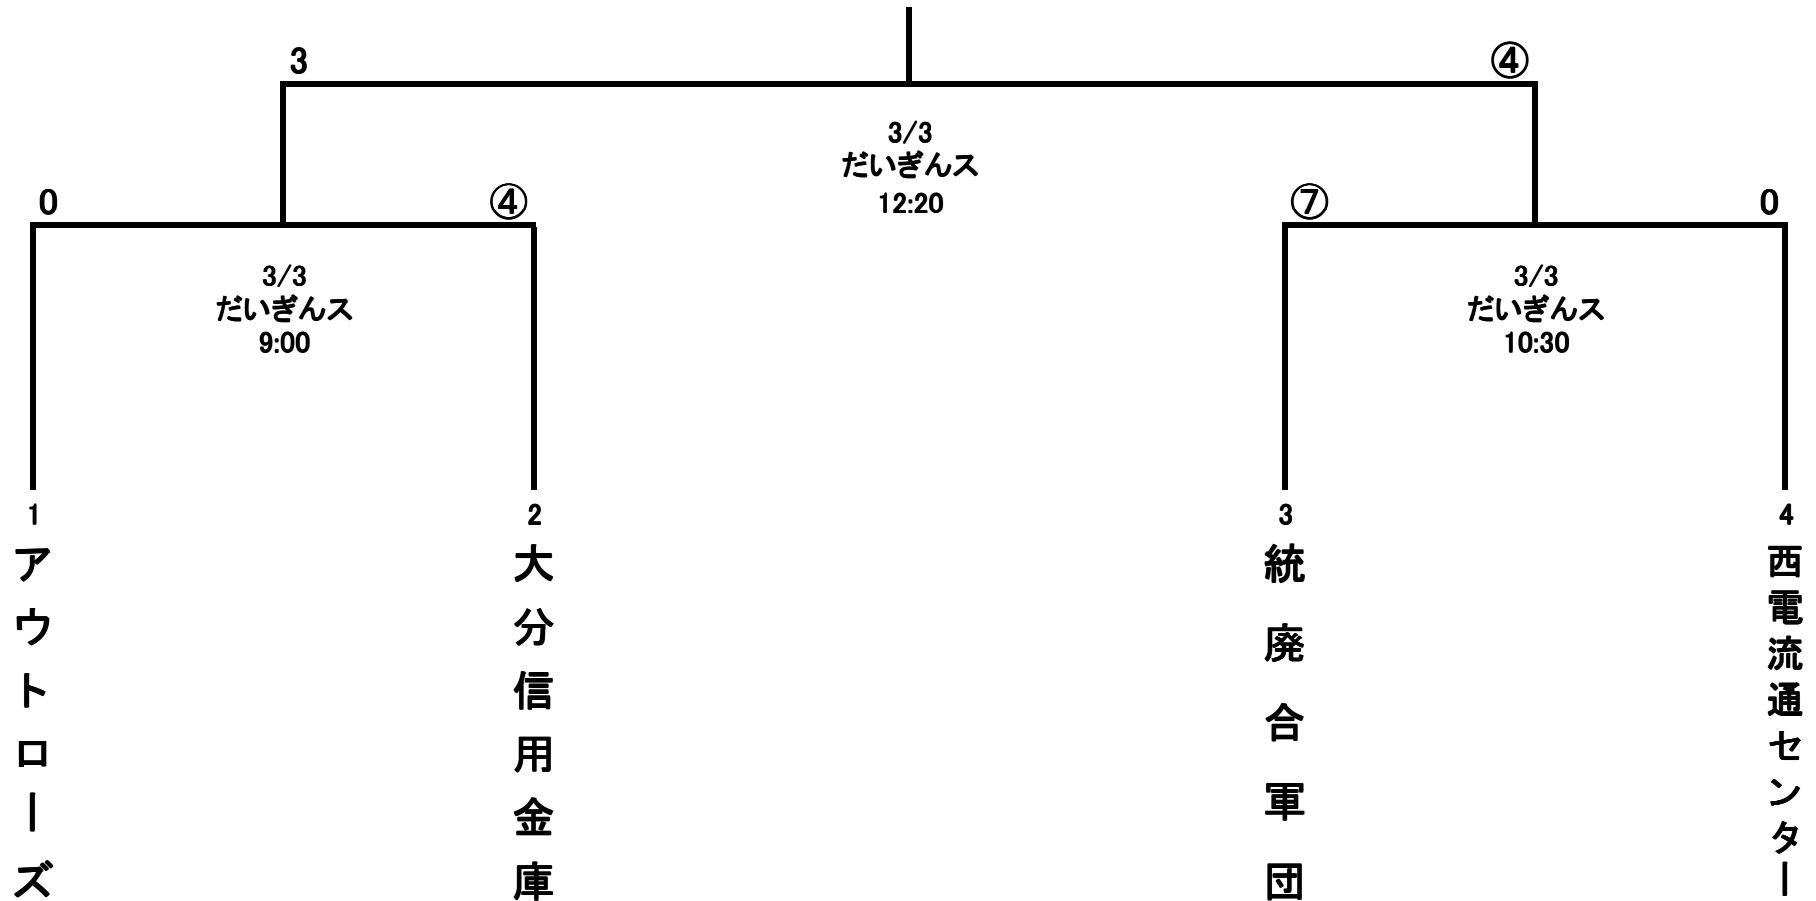 3
④
3/3
だいぎんス
12:20
0
④
⑦
0
3/3
だいぎんス
9:00
3/3
だいぎんス
10:30
1
2
3
4
アウトローズ
大分信用金庫
統廃合軍団
西電流通センター